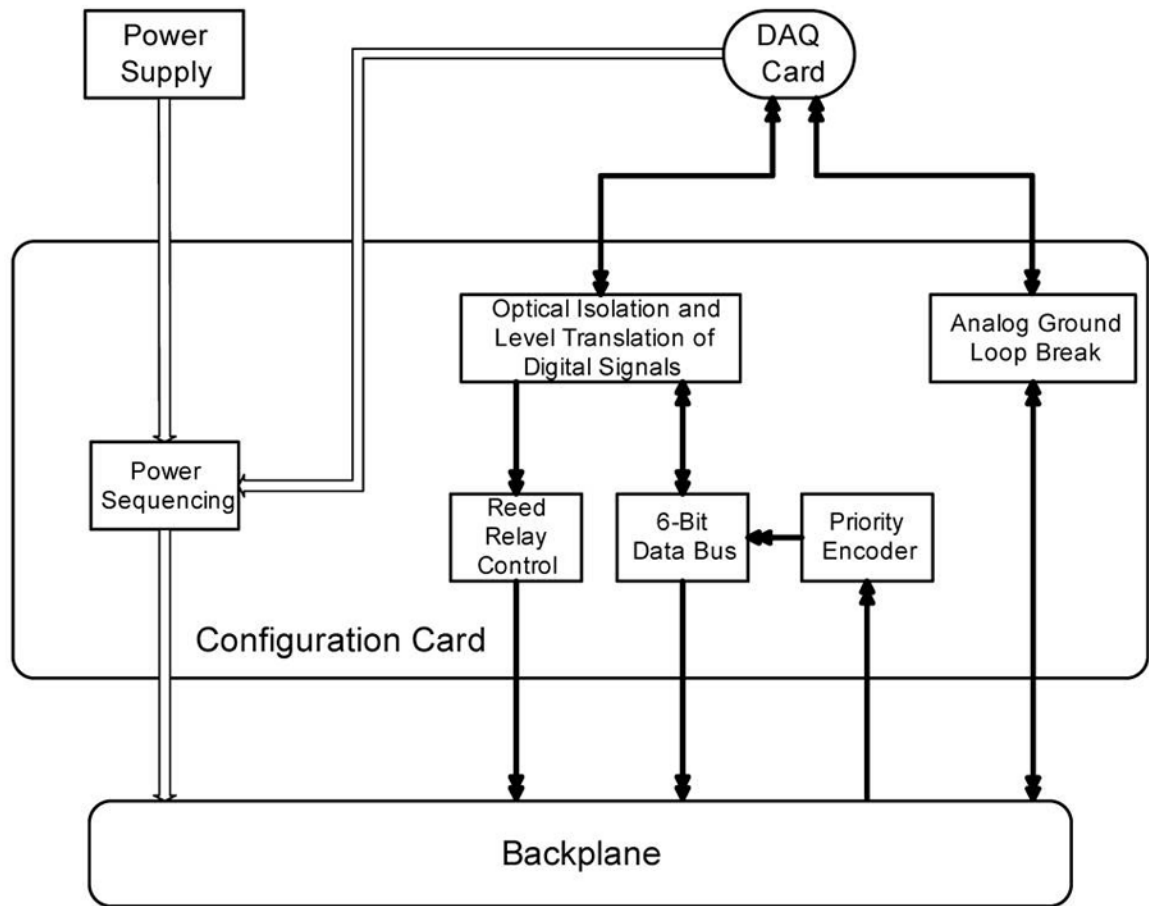 Power
Supply
DAQ
Card
Optical Isolation and
Level Translation of
Digital Signals
Analog Ground
Loop Break
Power
Sequencing
Reed
Relay
Control
6-Bit
Data Bus
Priority
Encoder
Configuration Card
Backplane